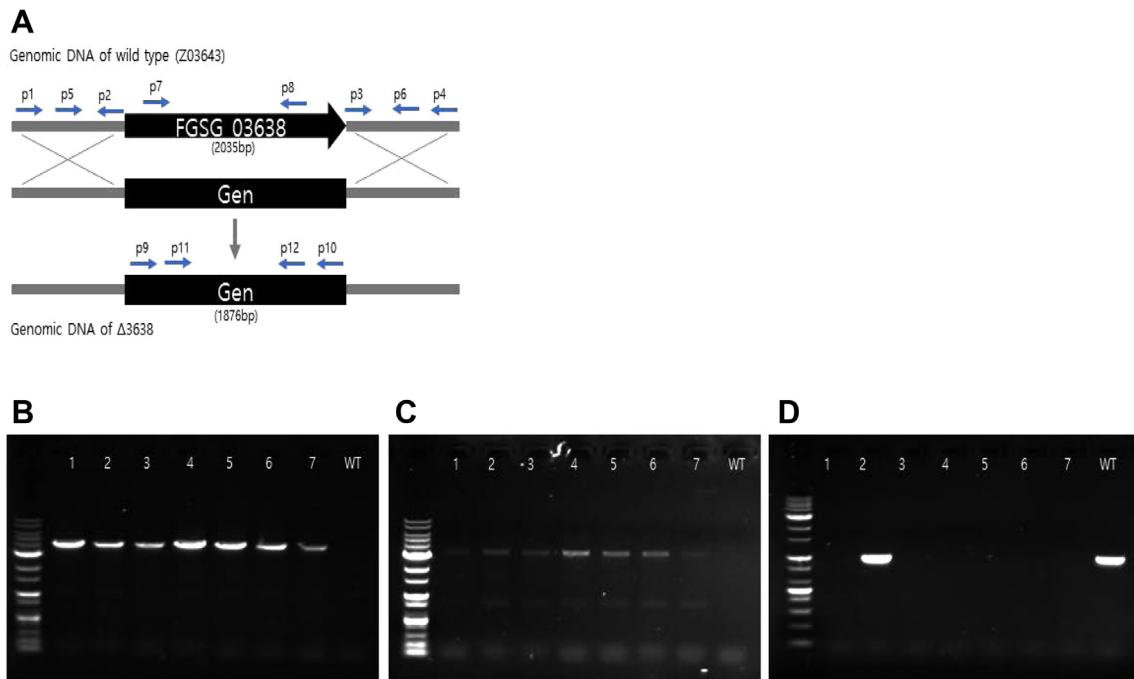 A
Genomic DNA of wild type (Z03643)
p1 p5 p2 p7 p8 p3 p6 p4
FGSG_03638
(2035bp)
Gen
p9 p11 p12 p10
Gen
(1876bp)
Genomic DNA of Δ3638
B
1 2 3 4 5 6 7 WT
C
1 2 3 4 5 6 7 WT
D
1 2 3 4 5 6 7 WT